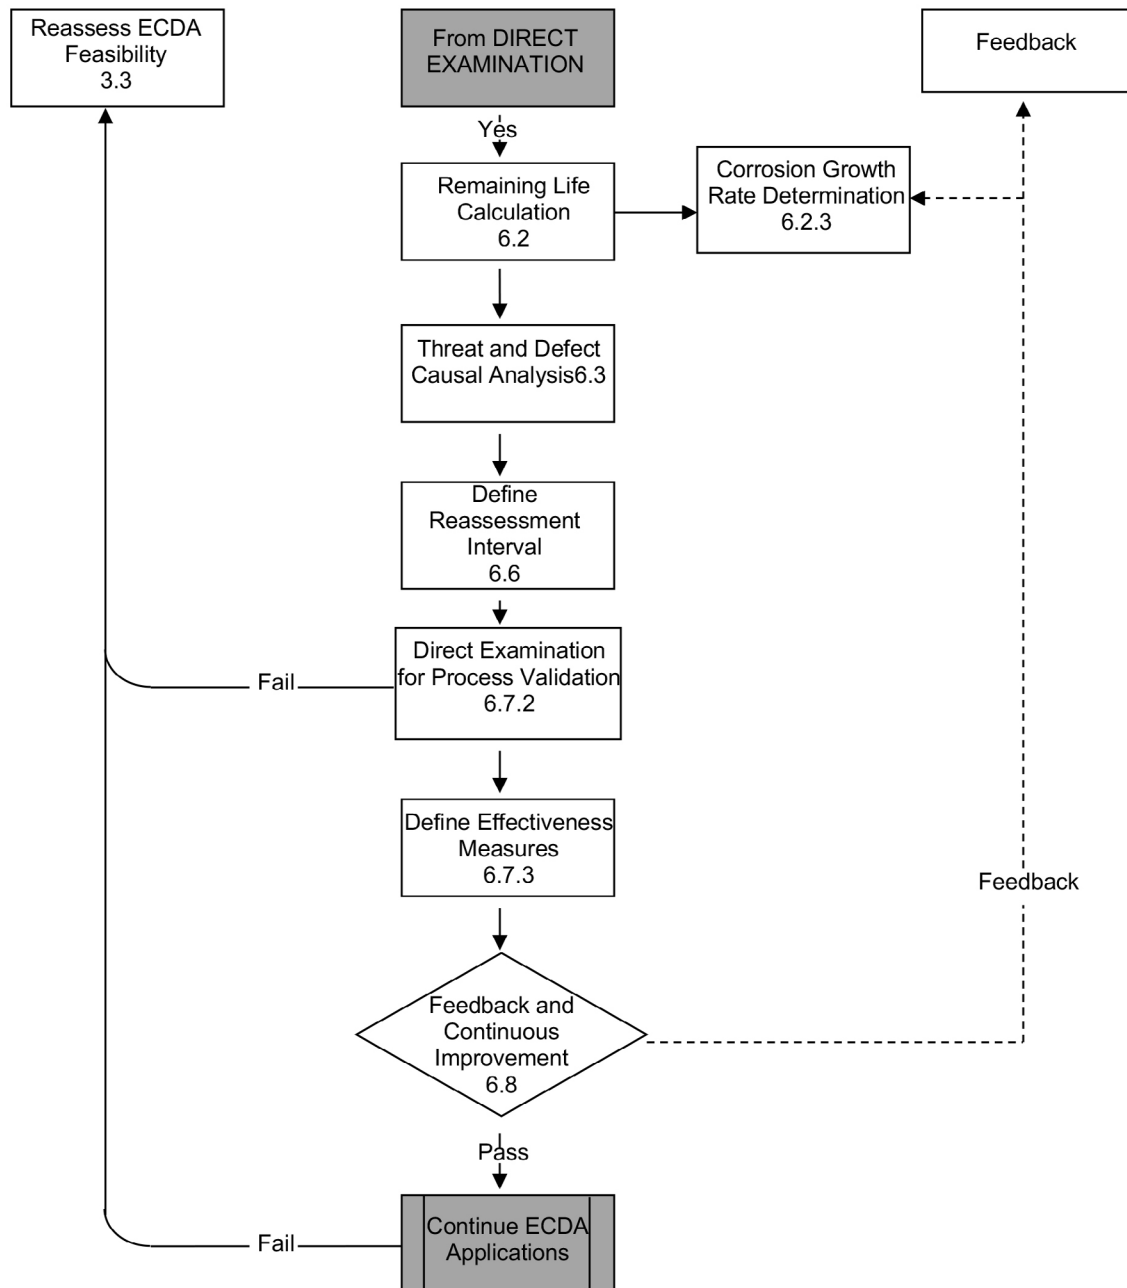 Reassess ECDA
Feasibility
3.3
From DIRECT
EXAMINATION
Feedback
Yes
Remaining Life
Calculation
6.2
Corrosion Growth
Rate Determination
6.2.3
Threat and Defect
Causal Analysis6.3
Define
Reassessment
Interval
6.6
Direct Examination
for Process Validation
6.7.2
Fail
Define Effectiveness
Measures
6.7.3
Feedback
Feedback and
Continuous
Improvement
6.8
Pass
Continue ECDA
Applications
Fail